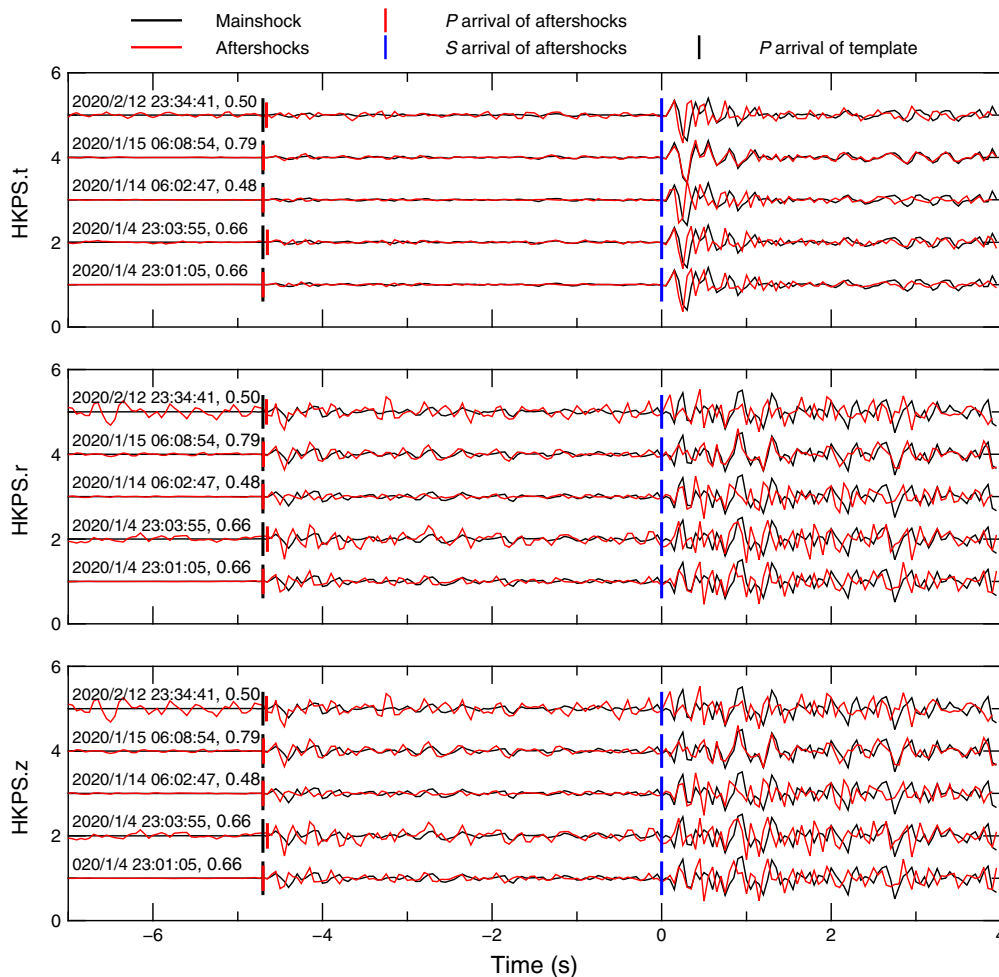 Mainshock P arrival of aftershocks
Aftershocks S arrival of aftershocks P arrival of template
6
2020/2/12 23:34:41, 0.50
2020/1/15 06:08:54, 0.79
4
2020/1/14 06:02:47, 0.48
HKPS.t
2020/1/4 23:03:55, 0.66
2
2020/1/4 23:01:05, 0.66
0
6
2020/2/12 23:34:41, 0.50
2020/1/15 06:08:54, 0.79
4
2020/1/14 06:02:47, 0.48
HKPS.r
2020/1/4 23:03:55, 0.66
2
2020/1/4 23:01:05, 0.66
0
6
2020/2/12 23:34:41, 0.50
2020/1/15 06:08:54, 0.79
4
2020/1/14 06:02:47, 0.48
HKPS.z
2020/1/4 23:03:55, 0.66
2
020/1/4 23:01:05, 0.66
0
−6 −4 −2 0 2 4
Time (s)